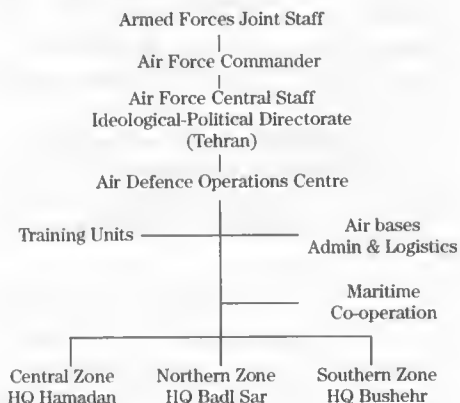 Armed Forces Joint Staff
Air Force Commander
Air Force Central Staff
Ideological-Political Directorate
(Tehran)
Air Defence Operations Centre
Training Units
Air bases
Admin & Logistics
Maritime
Co-operation
Central Zone
HQ Hamadan
Northern Zone
HQ Badl Sar
Southern Zone
HQ Bushehr